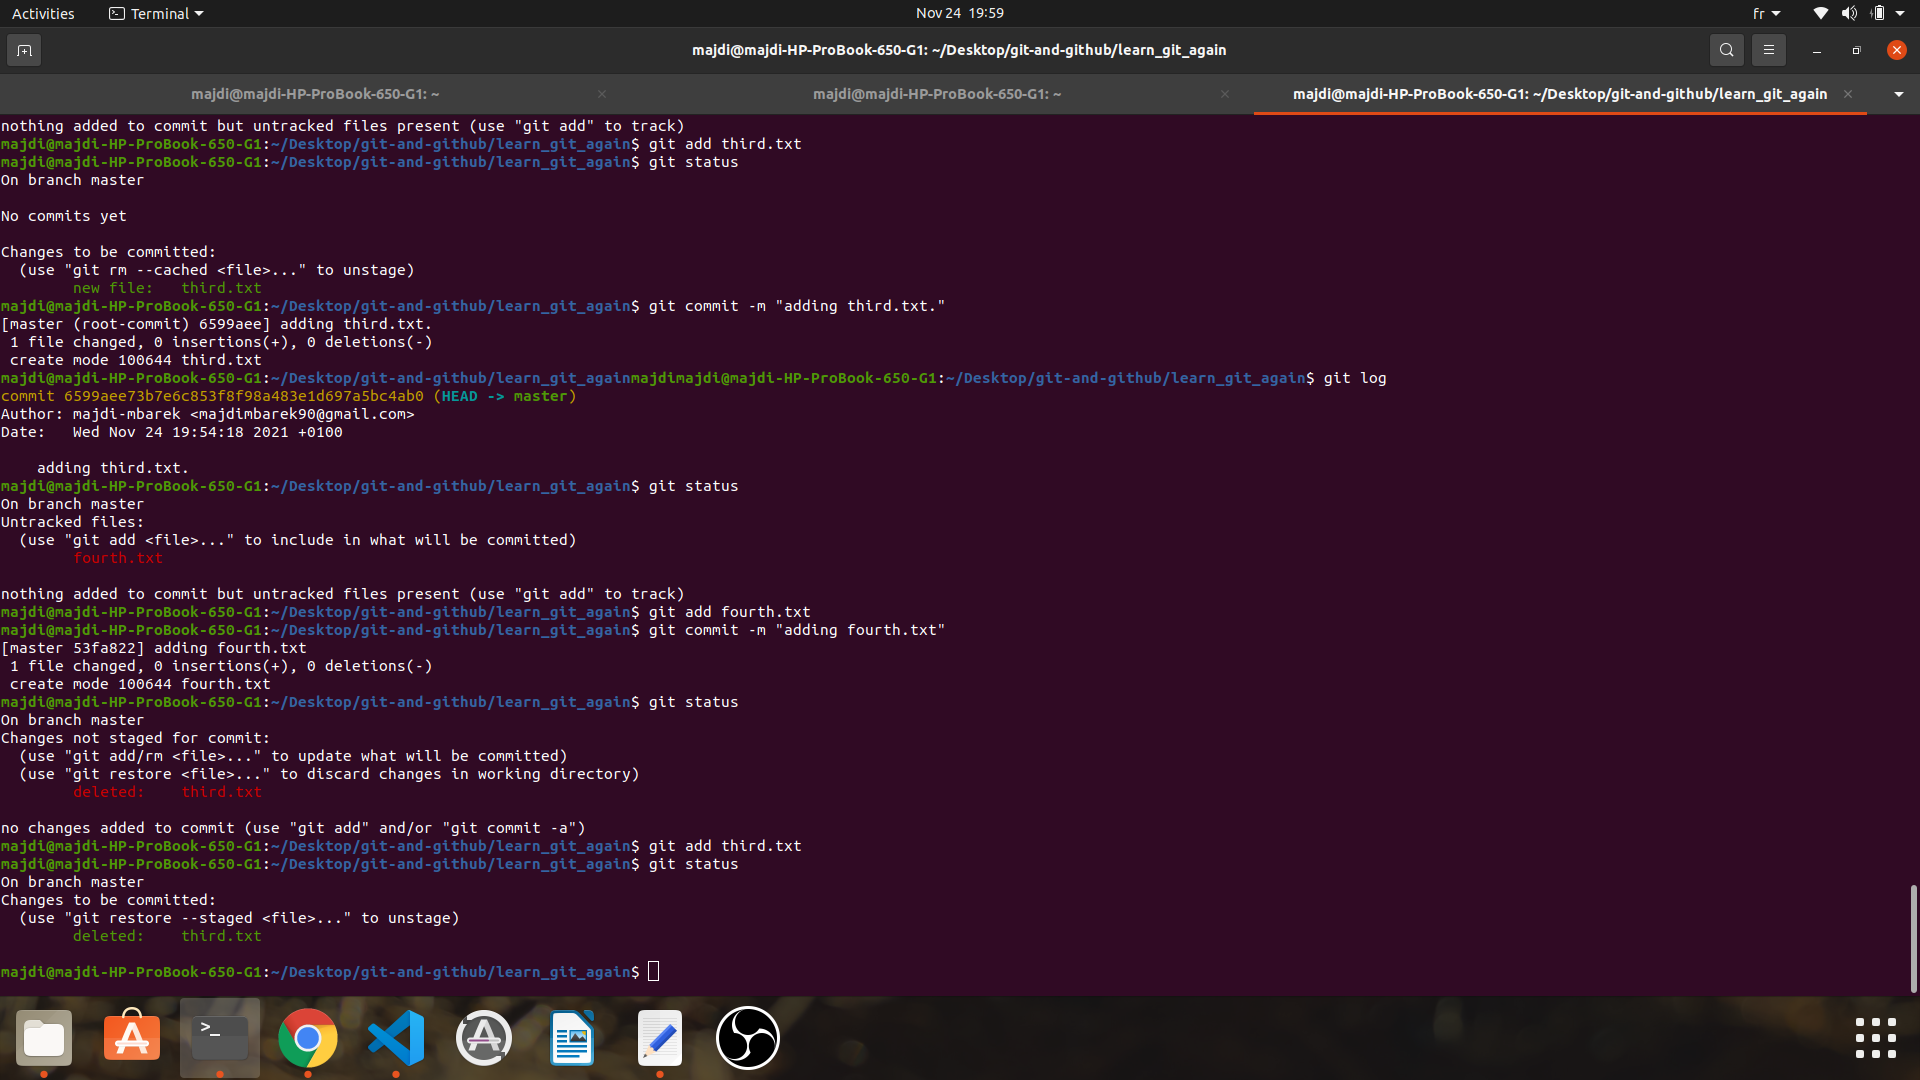 Activities
Terminal
Nov 24 19:59
fr
majdi@majdi-HP-ProBook-650-G1: ~/Desktop/git-and-github/learn_git_again
majdi@majdi-HP-ProBook-650-G1: ~
majdi@majdi-HP-ProBook-650-G1: ~
majdi@majdi-HP-ProBook-650-G1: ~/Desktop/git-and-github/learn_git_again
nothing added to commit but untracked files present (use "git add" to track)
majdi@majdi-HP-ProBook-650-G1:~/Desktop/git-and-github/learn_git_again$ git add third.txt
majdi@majdi-HP-ProBook-650-G1:~/Desktop/git-and-github/learn_git_again$ git status
On branch master
No commits yet
Changes to be committed:
  (use "git rm --cached <file>..." to unstage)
        new file:   third.txt
majdi@majdi-HP-ProBook-650-G1:~/Desktop/git-and-github/learn_git_again$ git commit -m "adding third.txt."
[master (root-commit) 6599aee] adding third.txt.
 1 file changed, 0 insertions(+), 0 deletions(-)
 create mode 100644 third.txt
majdi@majdi-HP-ProBook-650-G1:~/Desktop/git-and-github/learn_git_againmajdimajdi@majdi-HP-ProBook-650-G1:~/Desktop/git-and-github/learn_git_again$ git log
commit 6599aee73b7e6c853f8f98a483e1d697a5bc4ab0 (HEAD -> master)
Author: majdi-mbarek <majdimbarek90@gmail.com>
Date:   Wed Nov 24 19:54:18 2021 +0100
    adding third.txt.
majdi@majdi-HP-ProBook-650-G1:~/Desktop/git-and-github/learn_git_again$ git status
On branch master
Untracked files:
  (use "git add <file>..." to include in what will be committed)
        fourth.txt
nothing added to commit but untracked files present (use "git add" to track)
majdi@majdi-HP-ProBook-650-G1:~/Desktop/git-and-github/learn_git_again$ git add fourth.txt
majdi@majdi-HP-ProBook-650-G1:~/Desktop/git-and-github/learn_git_again$ git commit -m "adding fourth.txt"
[master 53fa822] adding fourth.txt
 1 file changed, 0 insertions(+), 0 deletions(-)
 create mode 100644 fourth.txt
majdi@majdi-HP-ProBook-650-G1:~/Desktop/git-and-github/learn_git_again$ git status
On branch master
Changes not staged for commit:
  (use "git add/rm <file>..." to update what will be committed)
  (use "git restore <file>..." to discard changes in working directory)
        deleted:    third.txt
no changes added to commit (use "git add" and/or "git commit -a")
majdi@majdi-HP-ProBook-650-G1:~/Desktop/git-and-github/learn_git_again$ git add third.txt
majdi@majdi-HP-ProBook-650-G1:~/Desktop/git-and-github/learn_git_again$ git status
On branch master
Changes to be committed:
  (use "git restore --staged <file>..." to unstage)
        deleted:    third.txt
majdi@majdi-HP-ProBook-650-G1:~/Desktop/git-and-github/learn_git_again$